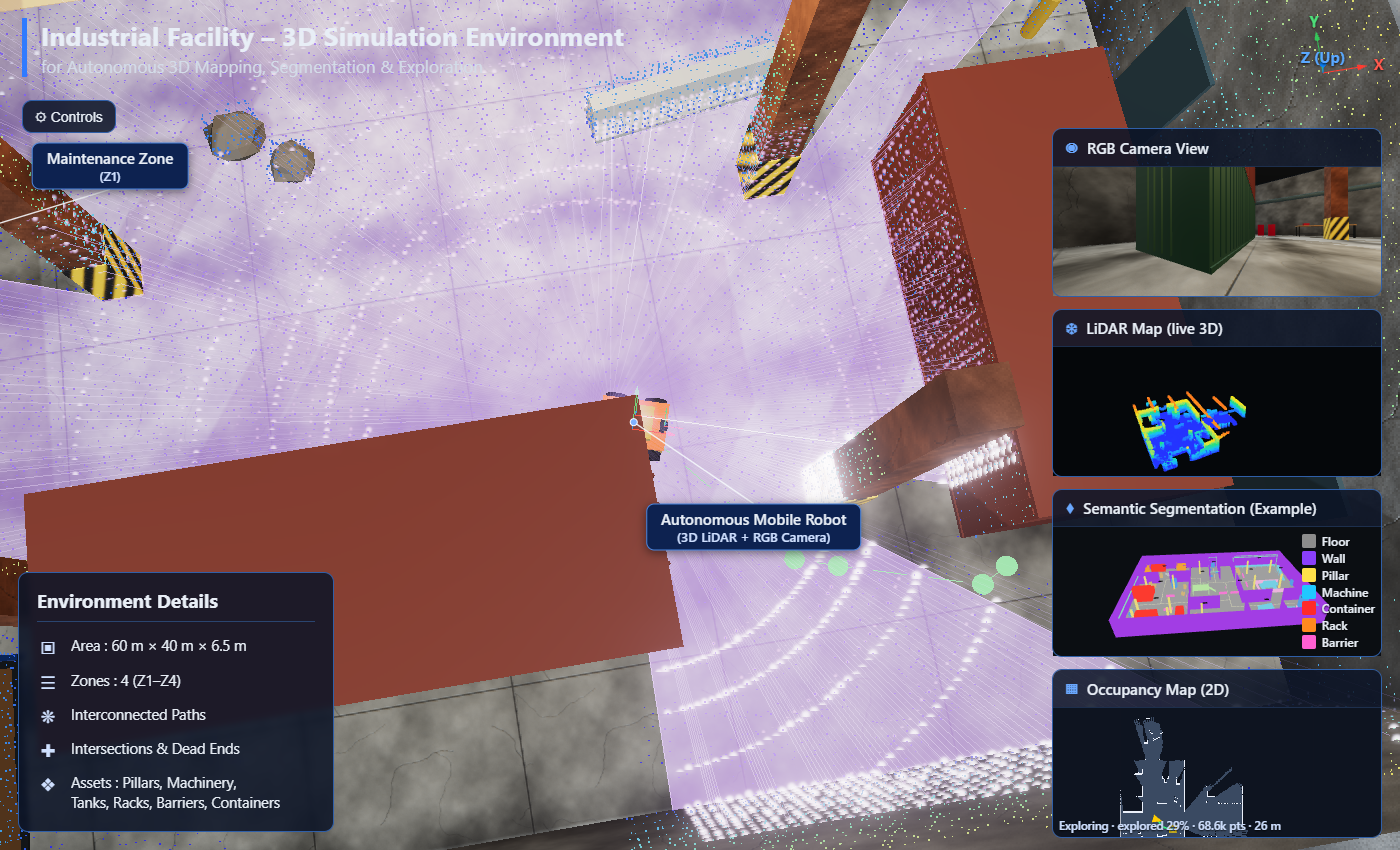 Industrial Facility – 3D Simulation Environment
for Autonomous 3D Mapping, Segmentation & Exploration.
Y
Z (Up)
X
Controls
Maintenance Zone
(Z1)
RGB Camera View
LiDAR Map (live 3D)
Autonomous Mobile Robot
(3D LiDAR + RGB Camera)
Semantic Segmentation (Example)
Floor
Wall
Pillar
Machine
Container
Rack
Barrier
Environment Details
Area : 60 m × 40 m × 6.5 m
Zones : 4 (Z1–Z4)
Interconnected Paths
Intersections & Dead Ends
Assets : Pillars, Machinery,
Tanks, Racks, Barriers, Containers
Occupancy Map (2D)
Exploring · explored 29% · 68.6k pts · 26 m